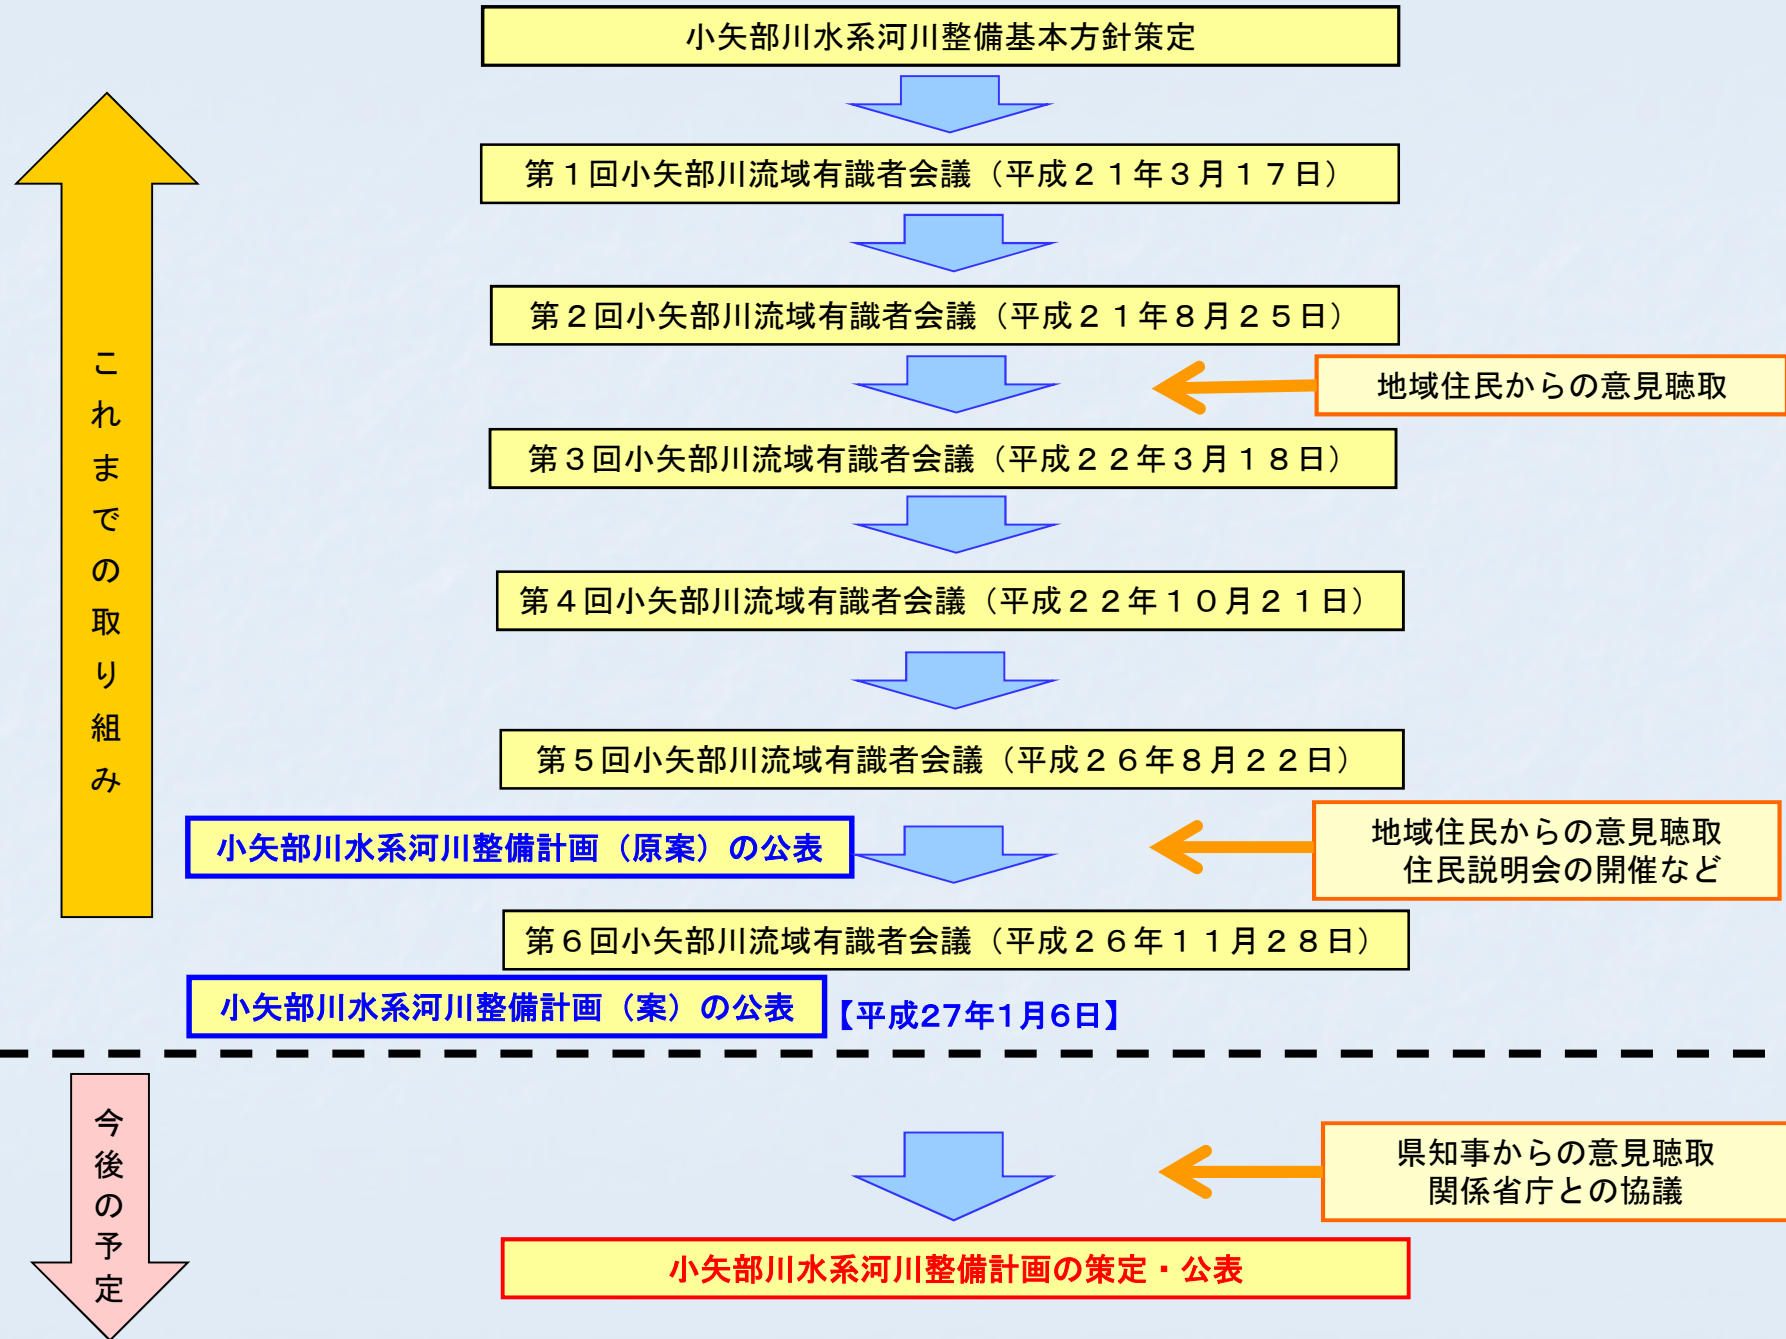 小矢部川水系河川整備基本方針策定
第１回小矢部川流域有識者会議（平成２１年３月１７日）
第２回小矢部川流域有識者会議（平成２１年８月２５日）
地域住民からの意見聴取
第３回小矢部川流域有識者会議（平成２２年３月１８日）
第４回小矢部川流域有識者会議（平成２２年１０月２１日）
第５回小矢部川流域有識者会議（平成２６年８月２２日）
これまでの取り組み
小矢部川水系河川整備計画（原案）の公表
地域住民からの意見聴取
住民説明会の開催など
第６回小矢部川流域有識者会議（平成２６年１１月２８日）
小矢部川水系河川整備計画（案）の公表
【平成27年1月6日】
今後の予定
県知事からの意見聴取
関係省庁との協議
小矢部川水系河川整備計画の策定・公表